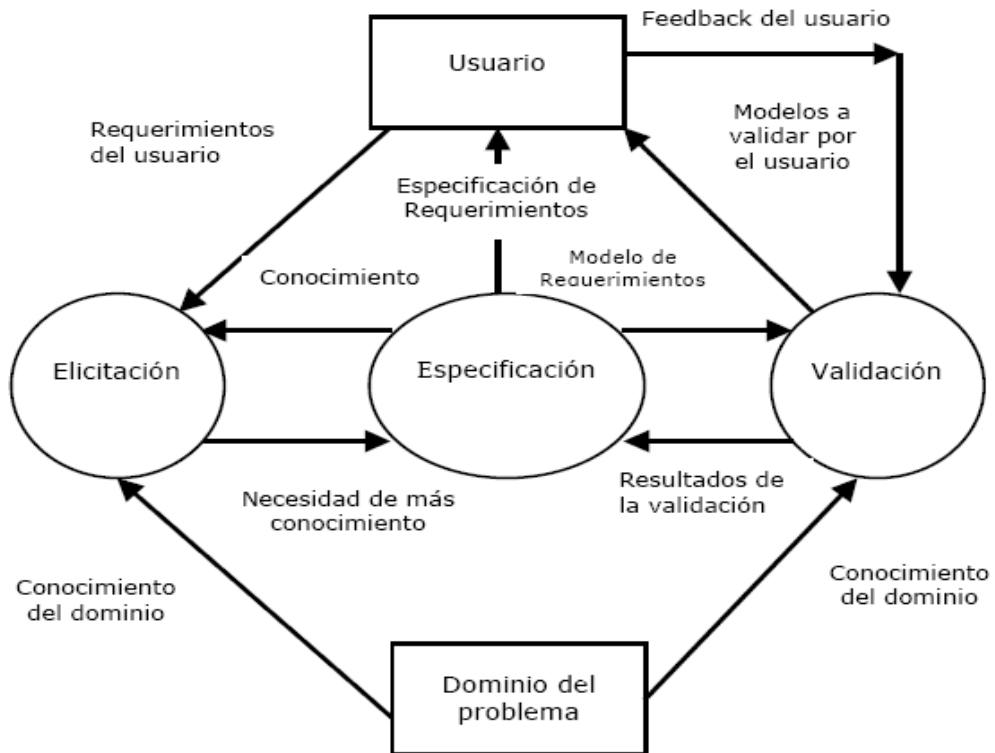 Feedback del usuario
Usuario
Requerimientos
del usuario
Modelos a
validar por
el usuario
Especificación de
Requerimientos
Conocimiento
Modelo de
Requerimientos
Elicitación
Especificación
Validación
Necesidad de más
conocimiento
Resultados de
la validación
Conocimiento
del dominio
Conocimiento
del dominio
Dominio del
problema